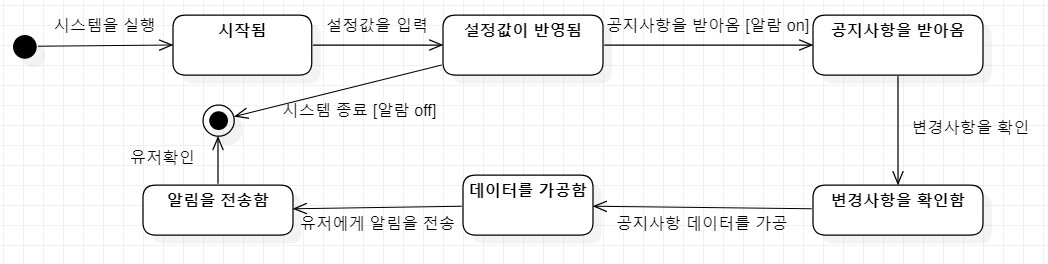 시스템을 실행
시작됨
설정값을 입력
설정값이 반영됨
공지사항을 받아옴 [알람 on]
공지사항을 받아옴
시스템 종료 [알람 off]
변경사항을 확인
유저확인
알림을 전송함
유저에게 알림을 전송
데이터를 가공함
공지사항 데이터를 가공
변경사항을 확인함